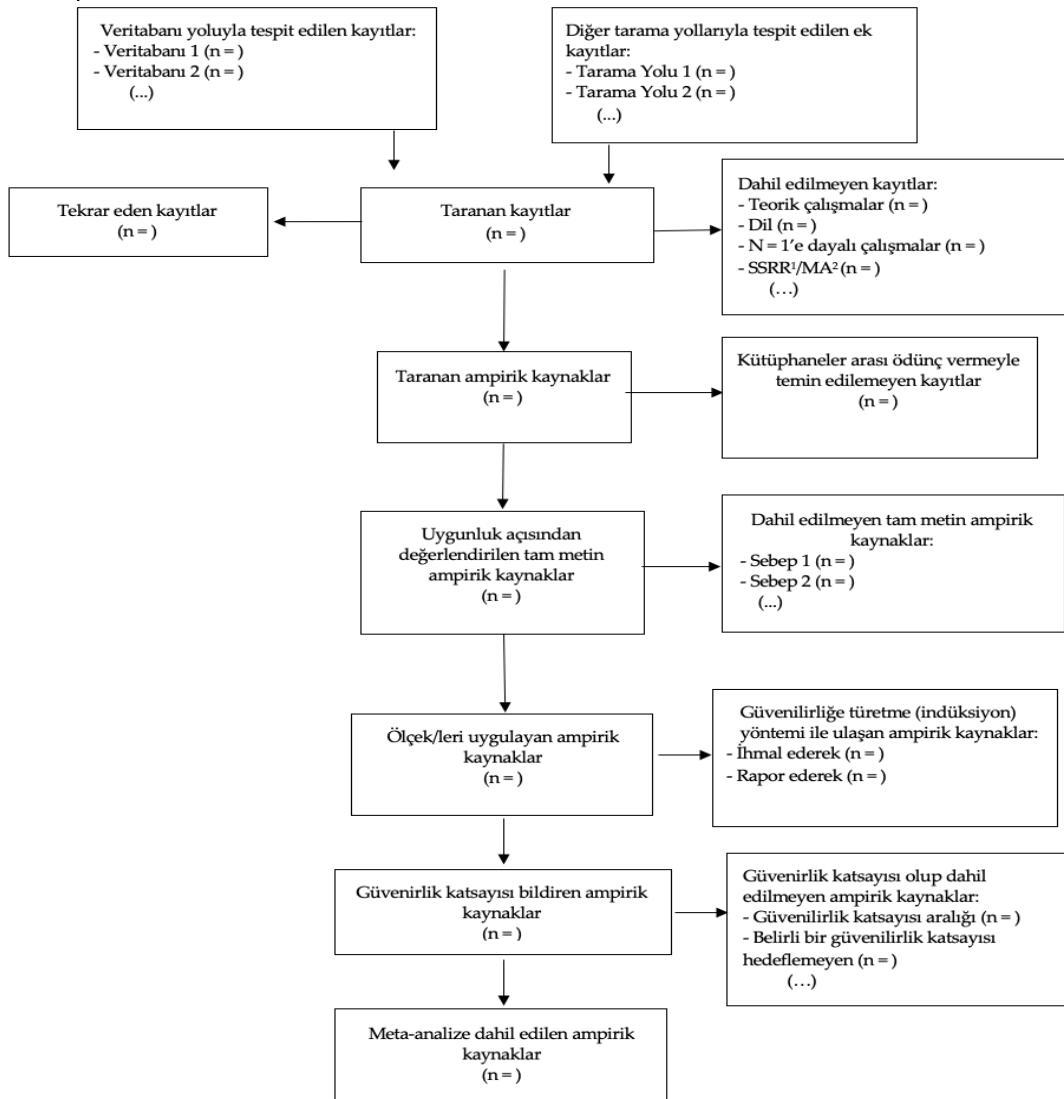 Veritabanı yoluyla tespit edilen kayıtlar:
- Veritabanı 1 (n = )
- Veritabanı 2 (n = )
(...)
Diğer tarama yollarıyla tespit edilen ek
kayıtlar:
- Tarama Yolu 1 (n = )
- Tarama Yolu 2 (n = )
(...)
Tekrar eden kayıtlar
(n = )
Taranan kayıtlar
(n = )
Dahil edilmeyen kayıtlar:
- Teorik çalışmalar (n = )
- Dil (n = )
- N = 1'e dayalı çalışmalar (n = )
- SSRR¹/MA² (n = )
(…)
Taranan ampirik kaynaklar
(n = )
Kütüphaneler arası ödünç vermeyle
temin edilemeyen kayıtlar
(n = )
Uygunluk açısından
değerlendirilen tam metin
ampirik kaynaklar
(n = )
Dahil edilmeyen tam metin ampirik
kaynaklar:
- Sebep 1 (n = )
- Sebep 2 (n = )
(...)
Ölçek/leri uygulayan ampirik
kaynaklar
(n = )
Güvenilirliğe türetme (indüksiyon)
yöntemi ile ulaşan ampirik kaynaklar:
- İhmal ederek (n = )
- Rapor ederek (n = )
Güvenirlik katsayısı bildiren ampirik
kaynaklar
(n = )
Güvenirlik katsayısı olup dahil
edilmeyen ampirik kaynaklar:
- Güvenilirlik katsayısı aralığı (n = )
- Belirli bir güvenilirlik katsayısı
hedeflemeyen (n = )
(…)
Meta-analize dahil edilen ampirik
kaynaklar
(n = )